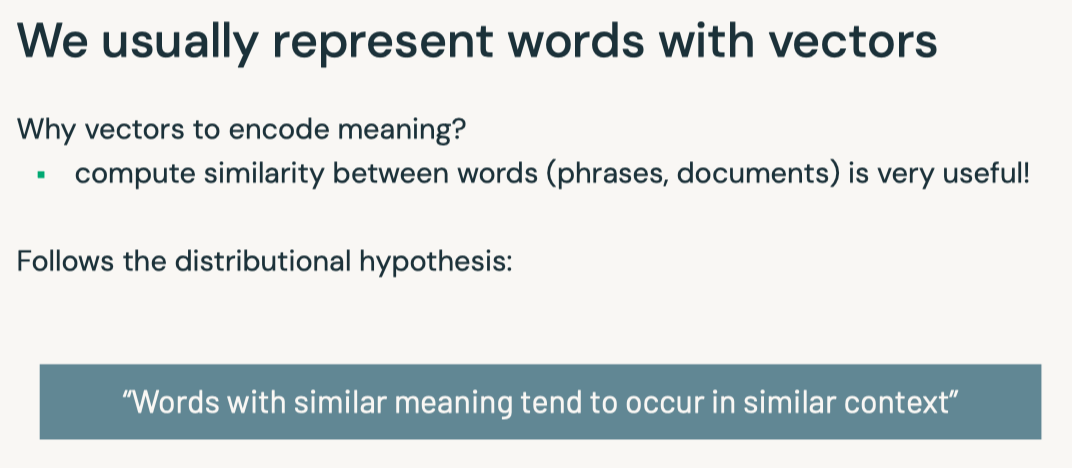 We usually represent words with vectors
Why vectors to encode meaning?
▪ compute similarity between words (phrases, documents) is very useful!
Follows the distributional hypothesis:
“Words with similar meaning tend to occur in similar context”